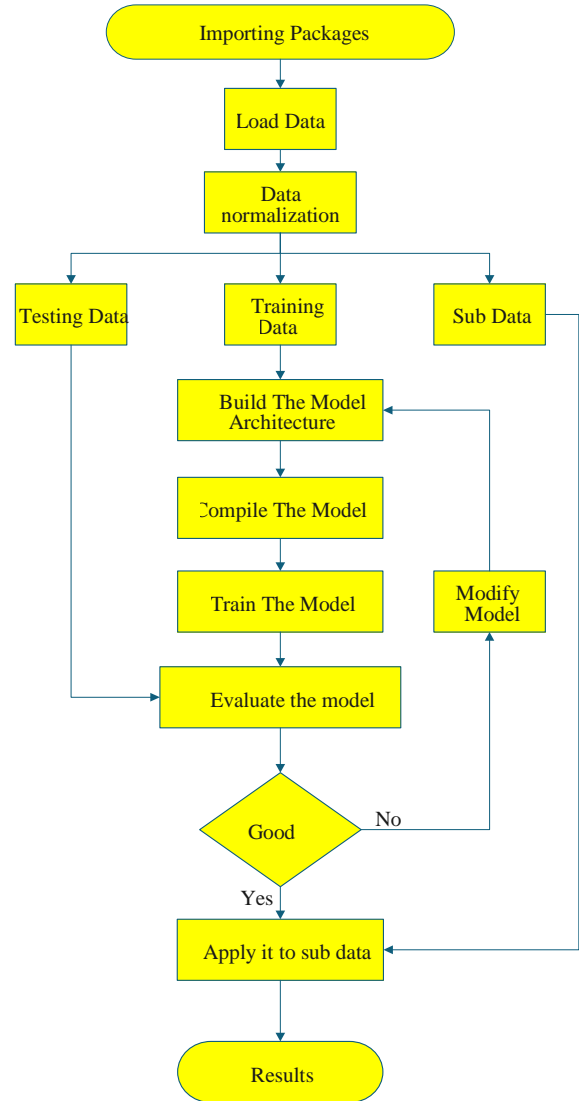 Importing Packages
Load Data
Data
normalization
Testing Data
Training
Data
Sub Data
Build The Model
Architecture
Compile The Model
Train The Model
Modify
Model
Evaluate the model
Good
No
Yes
Apply it to sub data
Results